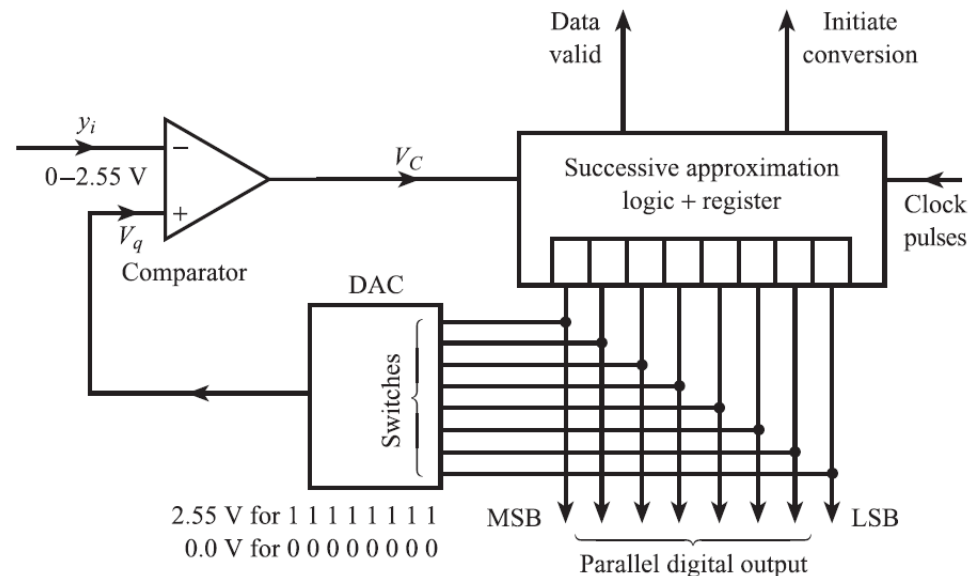 Data
valid
Initiate
conversion
y_i
−
0–2.55 V
V_C
Successive approximation
logic + register
+
V_q
Clock
pulses
Comparator
DAC
Switches
2.55 V for 1 1 1 1 1 1 1 1
0.0 V for 0 0 0 0 0 0 0 0
MSB
LSB
Parallel digital output